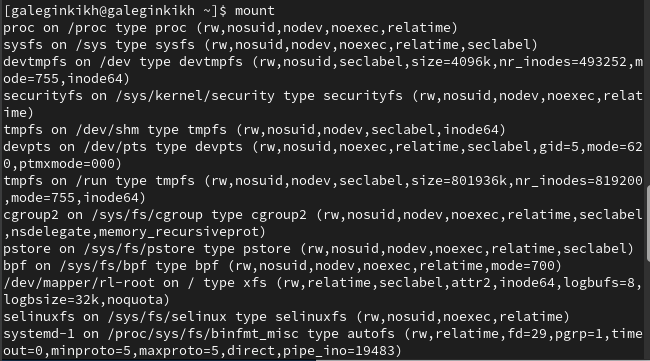 [galeginkikh@galeginkikh ~]$ mount
proc on /proc type proc (rw,nosuid,nodev,noexec,relatime)
sysfs on /sys type sysfs (rw,nosuid,nodev,noexec,relatime,seclabel)
devtmpfs on /dev type devtmpfs (rw,nosuid,seclabel,size=4096k,nr_inodes=493252,m
ode=755,inode64)
securityfs on /sys/kernel/security type securityfs (rw,nosuid,nodev,noexec,relat
ime)
tmpfs on /dev/shm type tmpfs (rw,nosuid,nodev,seclabel,inode64)
devpts on /dev/pts type devpts (rw,nosuid,noexec,relatime,seclabel,gid=5,mode=62
0,ptmxmode=000)
tmpfs on /run type tmpfs (rw,nosuid,nodev,seclabel,size=801936k,nr_inodes=819200
,mode=755,inode64)
cgroup2 on /sys/fs/cgroup type cgroup2 (rw,nosuid,nodev,noexec,relatime,seclabel
,nsdelegate,memory_recursiveprot)
pstore on /sys/fs/pstore type pstore (rw,nosuid,nodev,noexec,relatime,seclabel)
bpf on /sys/fs/bpf type bpf (rw,nosuid,nodev,noexec,relatime,mode=700)
/dev/mapper/rl-root on / type xfs (rw,relatime,seclabel,attr2,inode64,logbufs=8,
logbsize=32k,noquota)
selinuxfs on /sys/fs/selinux type selinuxfs (rw,nosuid,noexec,relatime)
systemd-1 on /proc/sys/fs/binfmt_misc type autofs (rw,relatime,fd=29,pgrp=1,time
out=0,minproto=5,maxproto=5,direct,pipe_ino=19483)